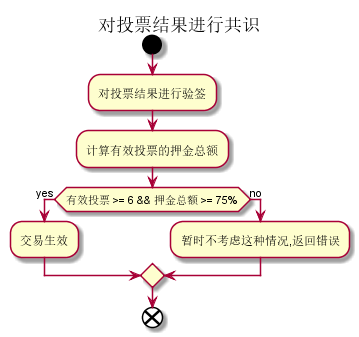 对投票结果进行共识
对投票结果进行验签
计算有效投票的押金总额
yes
有效投票 >= 6 && 押金总额 >= 75%
no
交易生效
暂时不考虑这种情况,返回错误